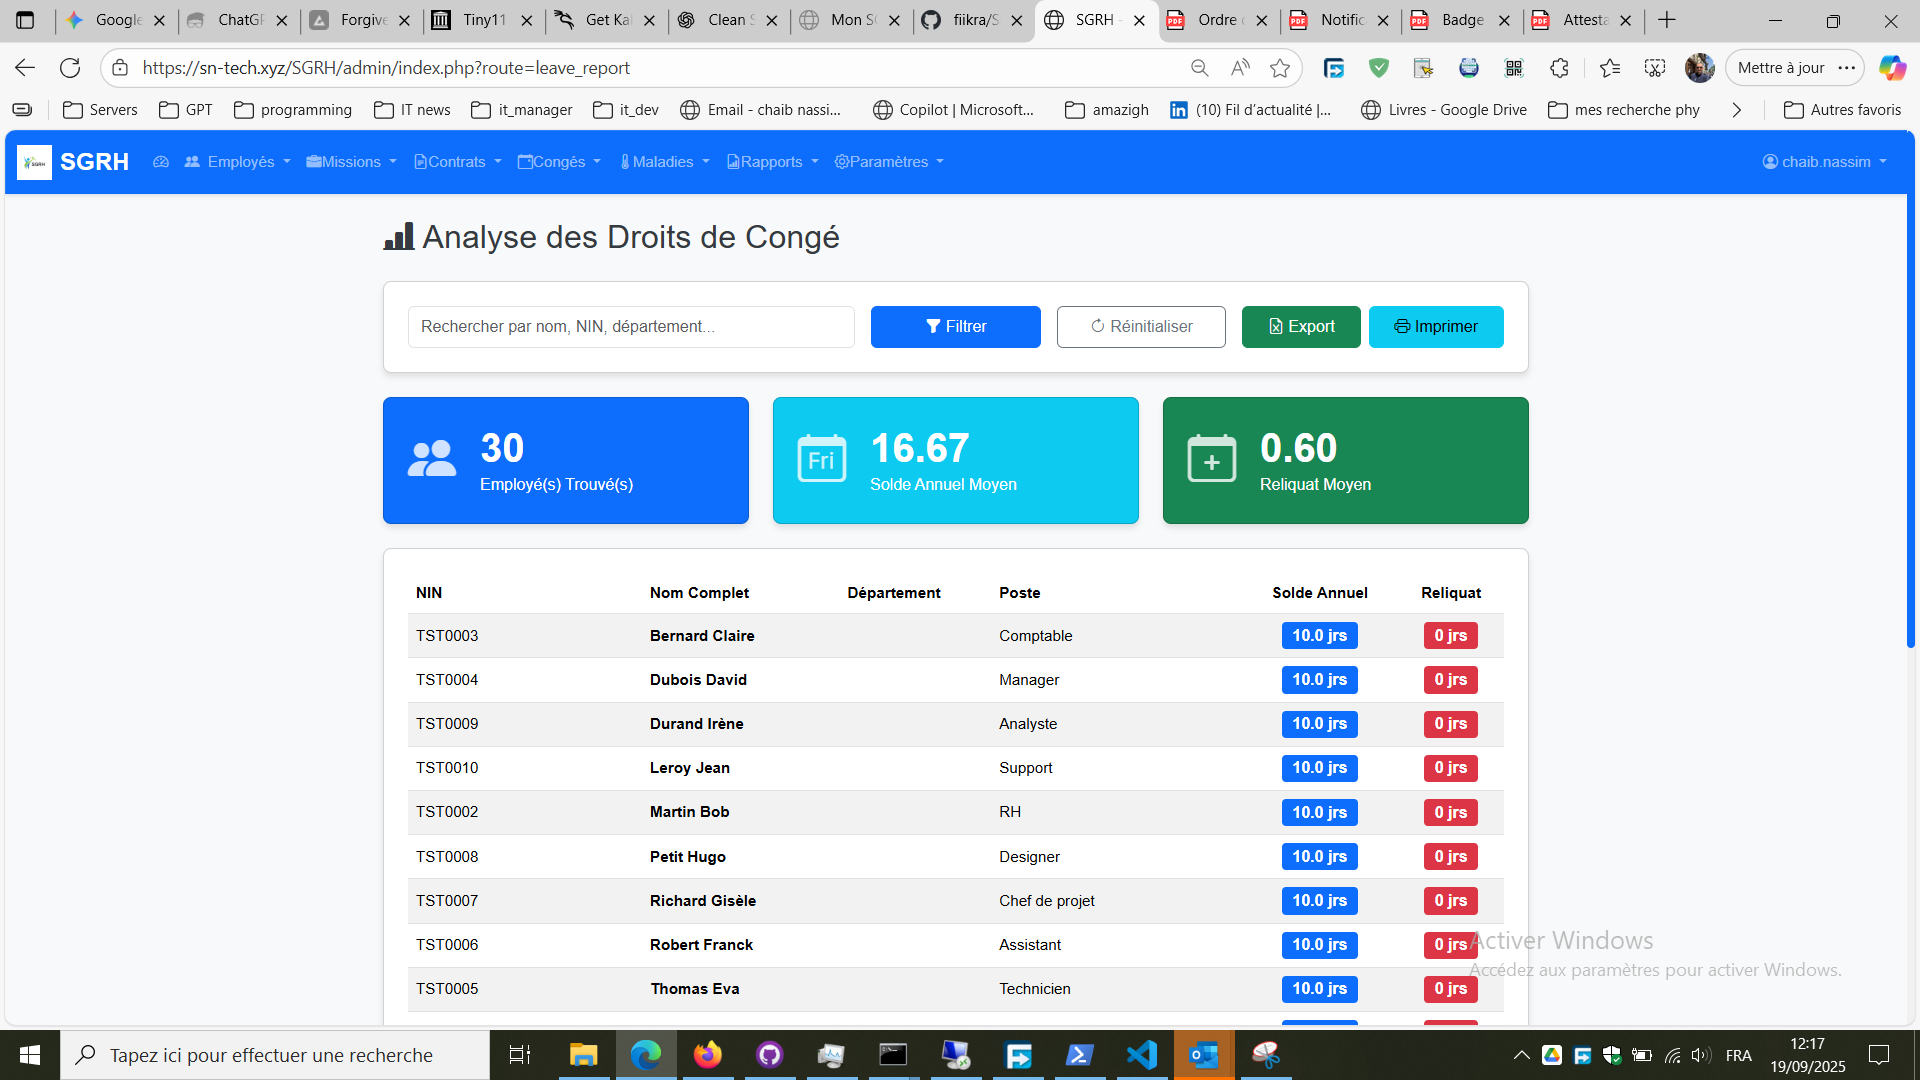 Google
ChatGP
Forgive
Tiny11
Get Ka
Clean S
Mon SG
fiikra/S
SGRH -
Ordre
Notific
Badge
Attesta
https://sn-tech.xyz/SGRH/admin/index.php?route=leave_report
Mettre à jour
Servers
GPT
programming
IT news
it_manager
it_dev
Email - chaib nassi...
Copilot | Microsoft...
amazigh
(10) Fil d'actualité |...
Livres - Google Drive
mes recherche phy
Autres favoris
SGRH
Employés
Missions
Contrats
Congés
Maladies
Rapports
Paramètres
chaib.nassim
Analyse des Droits de Congé
Rechercher par nom, NIN, département...
Filtrer
Réinitialiser
Export
Imprimer
30
Employé(s) Trouvé(s)
Fri
16.67
Solde Annuel Moyen
0.60
Reliquat Moyen
NIN Nom Complet Département Poste Solde Annuel Reliquat
TST0003 Bernard Claire Comptable 10.0 jrs 0 jrs
TST0004 Dubois David Manager 10.0 jrs 0 jrs
TST0009 Durand Irène Analyste 10.0 jrs 0 jrs
TST0010 Leroy Jean Support 10.0 jrs 0 jrs
TST0002 Martin Bob RH 10.0 jrs 0 jrs
TST0008 Petit Hugo Designer 10.0 jrs 0 jrs
TST0007 Richard Gisèle Chef de projet 10.0 jrs 0 jrs
TST0006 Robert Franck Assistant 10.0 jrs 0 jrs
TST0005 Thomas Eva Technicien 10.0 jrs 0 jrs
Activer Windows
Accédez aux paramètres pour activer Windows.
Tapez ici pour effectuer une recherche
FRA
12:17
19/09/2025